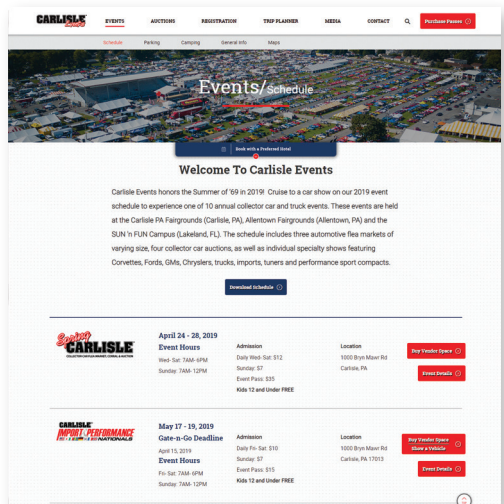 CARLISLE
Events
EVENTS
AUCTIONS
REGISTRATION
TRIP PLANNER
MEDIA
CONTACT
Purchase Passes
Schedule
Parking
Camping
General Info
Maps
Events/Schedule
Book with a Preferred Hotel
Welcome To Carlisle Events
Carlisle Events honors the Summer of '69 in 2019! Cruise to a car show on our 2019 event
schedule to experience one of 10 annual collector car and truck events. These events are held
at the Carlisle PA Fairgrounds (Carlisle, PA), Allentown Fairgrounds (Allentown, PA) and the
SUN 'n FUN Campus (Lakeland, FL). The schedule includes three automotive flea markets of
varying size, four collector car auctions, as well as individual specialty shows featuring
Corvettes, Fords, GMs, Chryslers, trucks, imports, tuners and performance sport compacts.
Download Schedule
Spring
CARLISLE
April 24 - 28, 2019
Event Hours
Wed- Sat: 7AM- 6PM
Sunday: 7AM- 12PM
Admission
Daily Wed- Sat: $12
Sunday: $7
Event Pass: $35
Kids 12 and Under FREE
Location
1000 Bryn Mawr Rd
Carlisle, PA
Buy Vendor Space
Event Details
CARLISLE
IMPORT & PERFORMANCE
NATIONALS
May 17 - 19, 2019
Gate-n-Go Deadline
April 15, 2019
Event Hours
Fri- Sat: 7AM- 6PM
Sunday: 7AM- 12PM
Admission
Daily Fri- Sat: $10
Sunday: $7
Event Pass: $15
Kids 12 and Under FREE
Location
1000 Bryn Mawr Rd
Carlisle, PA 17013
Buy Vendor Space
Show a Vehicle
Event Details